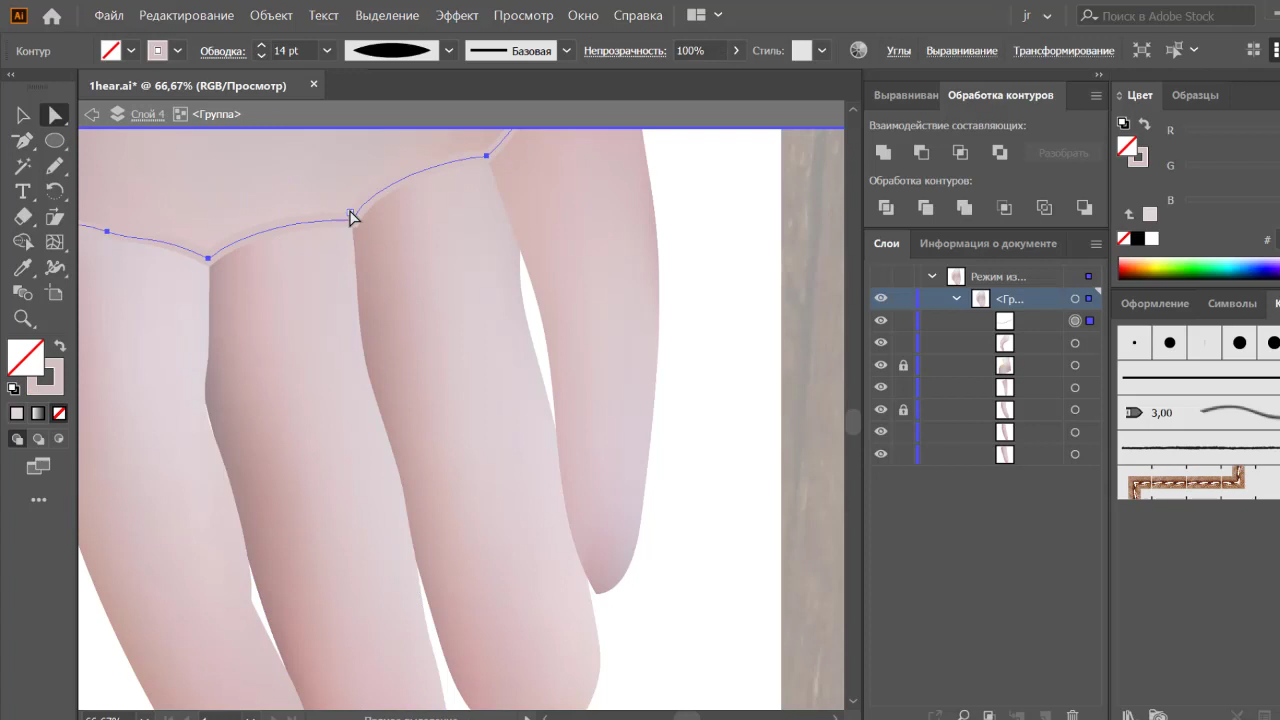 Ai Файл Редактирование Объект Текст Выделение Эффект Просмотр Окно Справка jr Поиск в Adobe Stock
Контур Обводка: 14 pt Базовая Непрозрачность: 100% Стиль: Углы Выравнивание Трансформирование
1hear.ai* @ 66,67% (RGB/Просмотр)
Слой 4 <Группа>
Выравниван Обработка контуров
Взаимодействие составляющих:
Разобрать
Обработка контуров:
Слои Информация о документе
Режим из...
<Гр...
Цвет Образцы
R
G
B
#
Оформление Символы К
3,00
66,67%